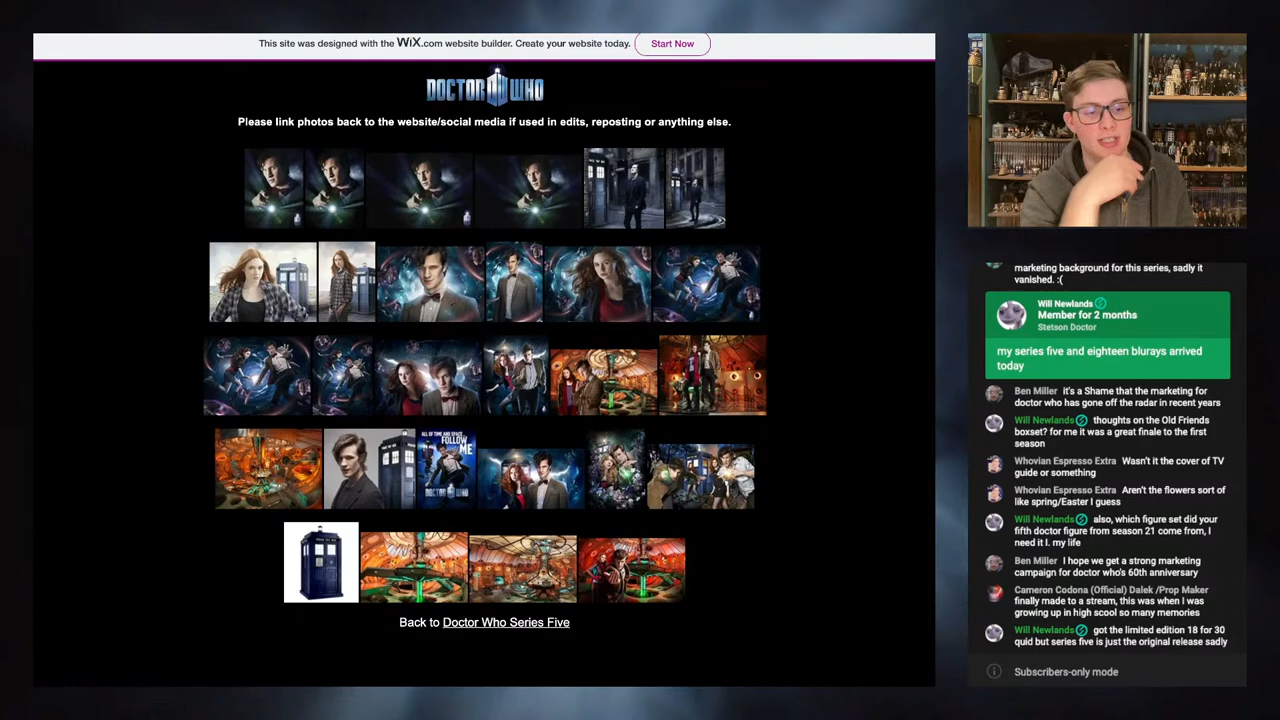 This site was designed with the WiX.com website builder. Create your website today.
Start Now
DOCTOR WHO
Please link photos back to the website/social media if used in edits, reposting or anything else.
ALL OF TIME AND SPACE
FOLLOW
ME
DOCTOR WHO
Back to Doctor Who Series Five
marketing background for this series, sadly it
vanished. :(
Will Newlands
Member for 2 months
Stetson Doctor
my series five and eighteen blurays arrived
today
Ben Miller it's a Shame that the marketing for
doctor who has gone off the radar in recent years
Will Newlands thoughts on the Old Friends
boxset? for me it was a great finale to the first
season
Whovian Espresso Extra Wasn't it the cover of TV
guide or something
Whovian Espresso Extra Aren't the flowers sort of
like spring/Easter I guess
Will Newlands also, which figure set did your
fifth doctor figure from season 21 come from, I
need it I. my life
Ben Miller I hope we get a strong marketing
campaign for doctor who's 60th anniversary
Cameron Codona (Official) Dalek /Prop Maker
finally made to a stream, this was when I was
growing up in high scool so many memories
Will Newlands got the limited edition 18 for 30
quid but series five is just the original release sadly
Subscribers-only mode